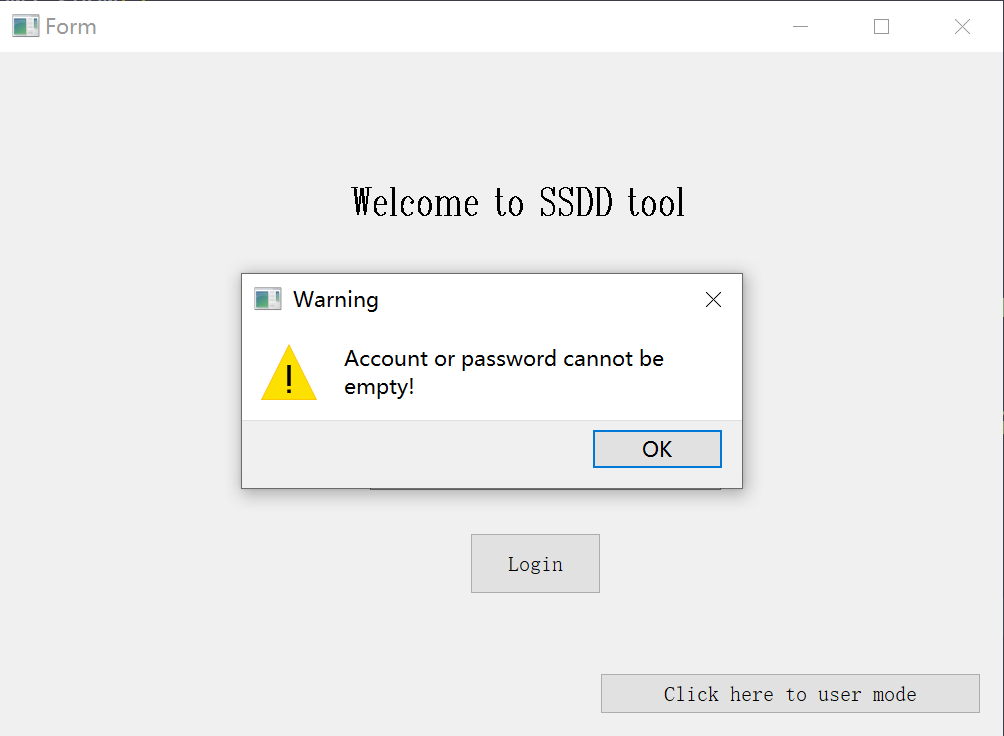 Form
Welcome to SSDD tool
Warning
Account or password cannot be
empty!
OK
Login
Click here to user mode